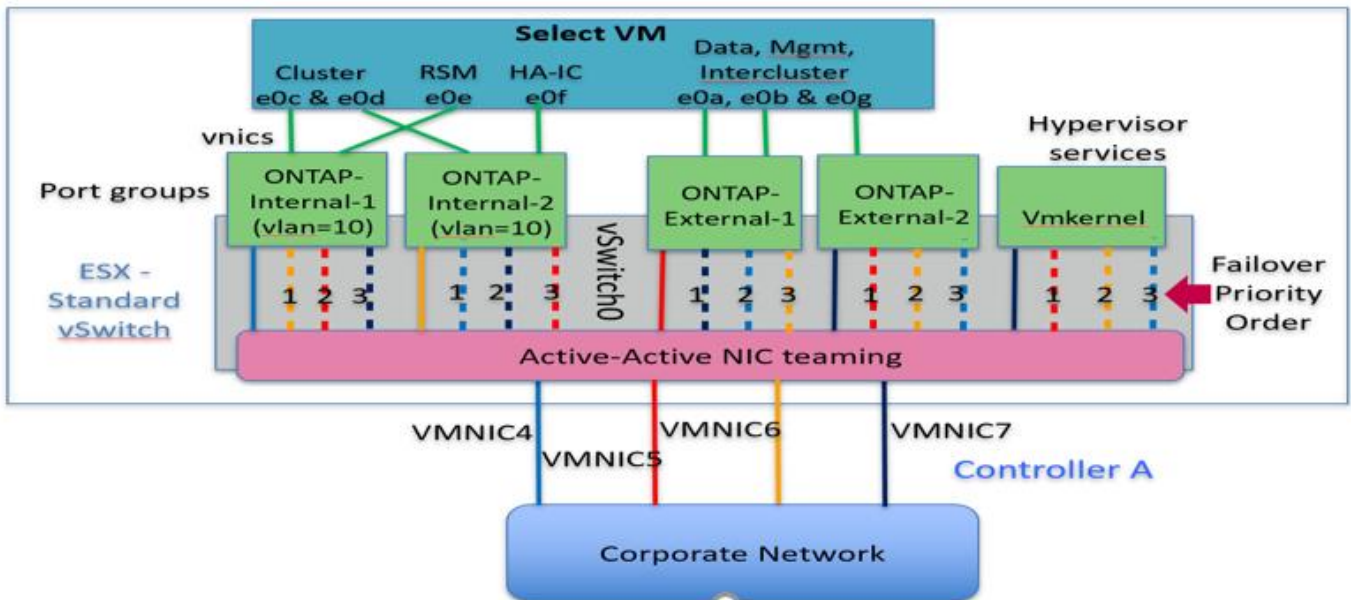 Select VM
Cluster
e0c & e0d
RSM
e0e
HA-IC
e0f
Data, Mgmt,
Intercluster
e0a, e0b & e0g
vnics
Hypervisor
services
Port groups
ONTAP-
Internal-1
(vlan=10)
ONTAP-
Internal-2
(vlan=10)
ONTAP-
External-1
ONTAP-
External-2
Vmkernel
vSwitch0
ESX -
Standard
vSwitch
1 2 3
1 2 3
1 2 3
1 2 3
1 2 3
Failover
Priority
Order
Active-Active NIC teaming
VMNIC4
VMNIC5
VMNIC6
VMNIC7
Controller A
Corporate Network